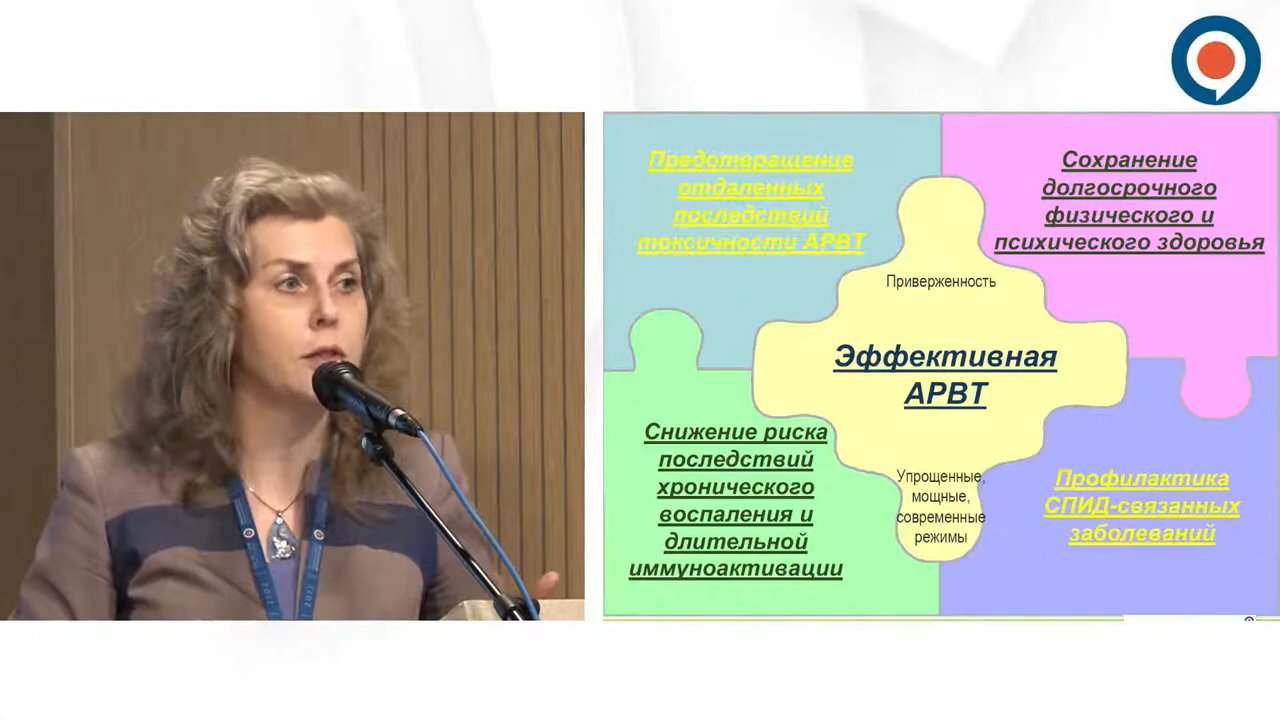 Предотвращение
отдаленных
последствий
токсичности АРВТ
Сохранение
долгосрочного
физического и
психического здоровья
Приверженность
Эффективная
АРВТ
Снижение риска
последствий
хронического
воспаления и
длительной
иммуноактивации
Упрощенные,
мощные,
современные
режимы
Профилактика
СПИД-связанных
заболеваний